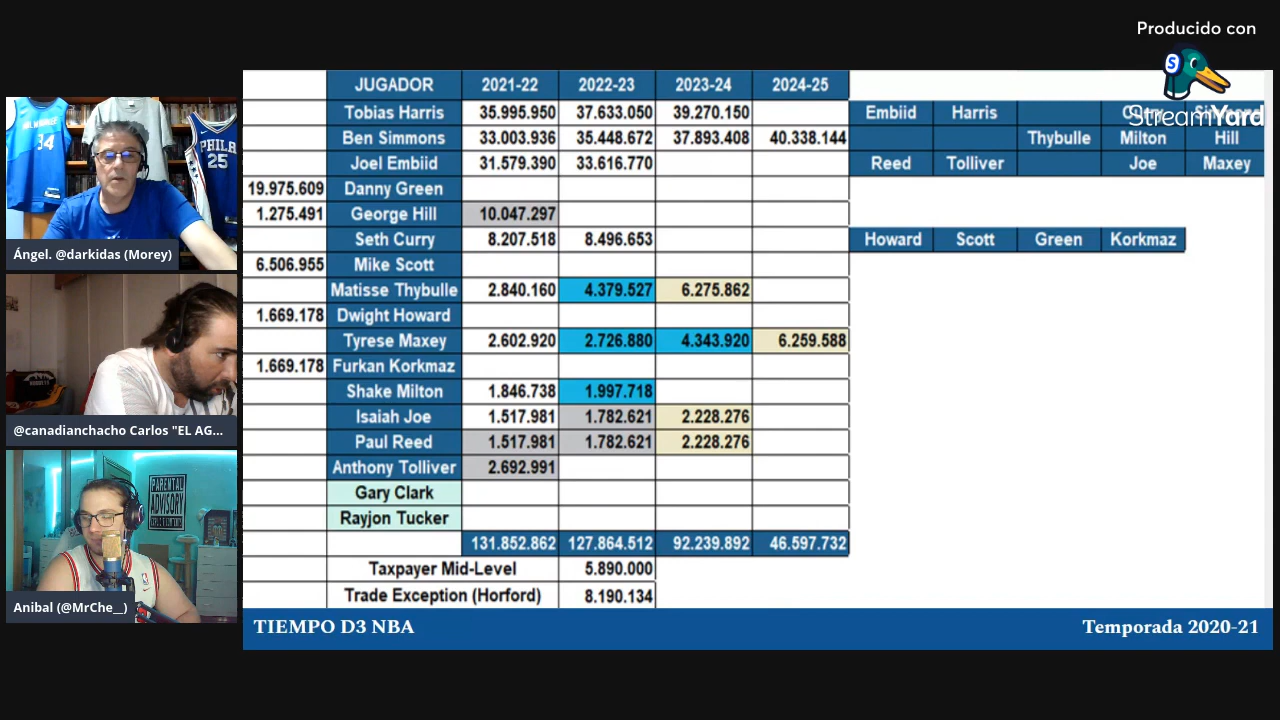 Producido con
StreamYard
JUGADOR 2021-22 2022-23 2023-24 2024-25
Tobias Harris 35.995.950 37.633.050 39.270.150 Embiid Harris
Ben Simmons 33.003.936 35.448.672 37.893.408 40.338.144 Thybulle Milton Hill
Joel Embiid 31.579.390 33.616.770 Reed Tolliver Joe Maxey
19.975.609 Danny Green
1.275.491 George Hill 10.047.297
Seth Curry 8.207.518 8.496.653 Howard Scott Green Korkmaz
6.506.955 Mike Scott
Matisse Thybulle 2.840.160 4.379.527 6.275.862
1.669.178 Dwight Howard
Tyrese Maxey 2.602.920 2.726.880 4.343.920 6.259.588
1.669.178 Furkan Korkmaz
Shake Milton 1.846.738 1.997.718
Isaiah Joe 1.517.981 1.782.621 2.228.276
Paul Reed 1.517.981 1.782.621 2.228.276
Anthony Tolliver 2.692.991
Gary Clark
Rayjon Tucker
131.852.862 127.864.512 92.239.892 46.597.732
Taxpayer Mid-Level 5.890.000
Trade Exception (Horford) 8.190.134
TIEMPO D3 NBA Temporada 2020-21
34
PHILA
25
Ángel. @darkidas (Morey)
@canadianchacho Carlos "EL AG...
PARENTAL
ADVISORY
Anibal (@MrChe__)